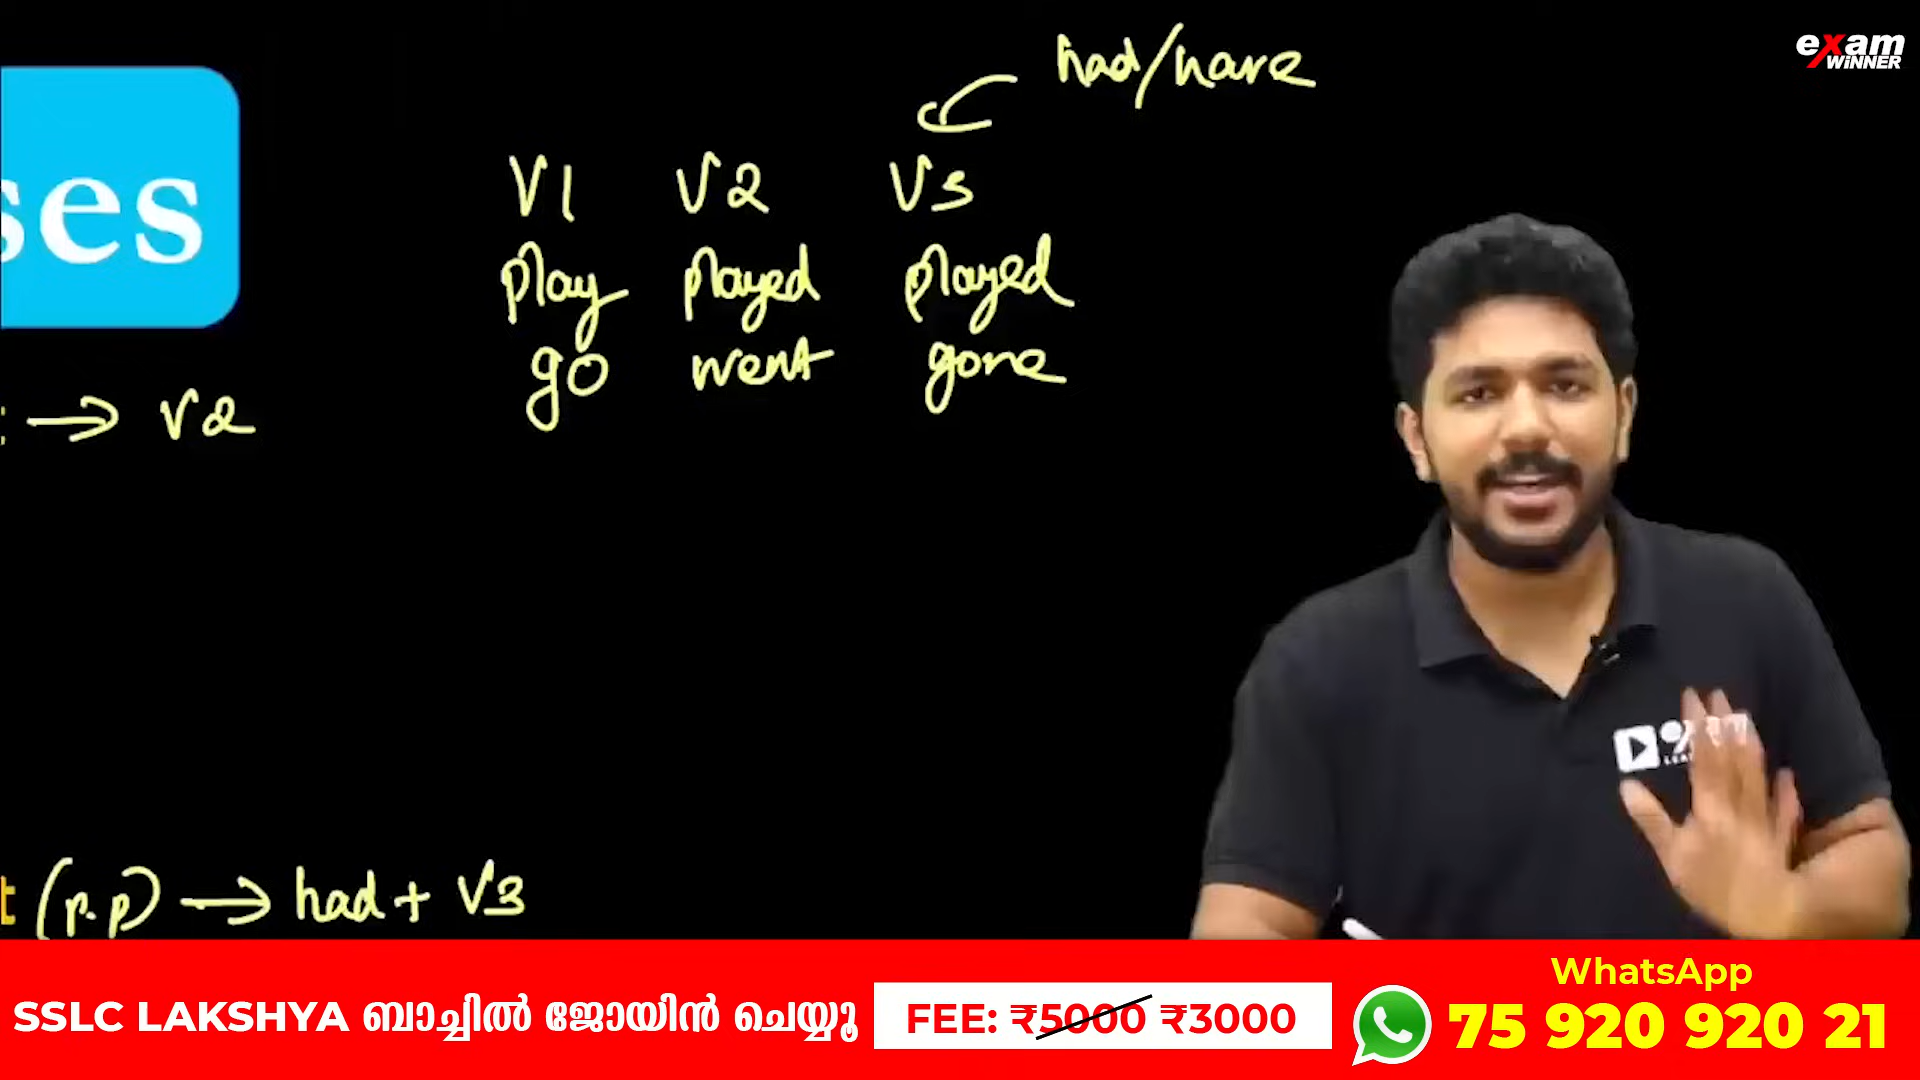 had/have
exam
WINNER
V1 V2 V3
ses
play played played
go went gone
: → V2
t (p.p) → had + V3
WhatsApp
SSLC LAKSHYA ബാച്ചിൽ ജോയിൻ ചെയ്യൂ FEE: ₹5000 ₹3000 75 920 920 21